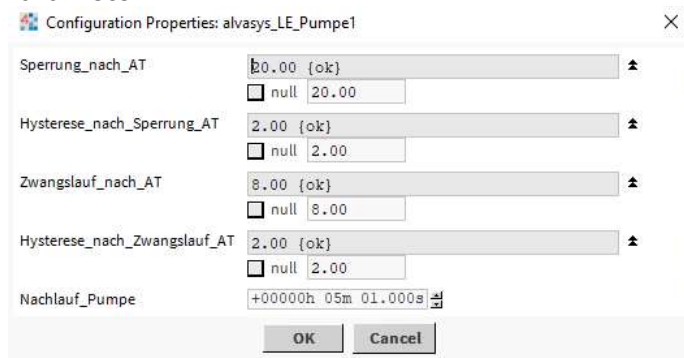 Configuration Properties: alvasys_LE_Pumpe1
Sperrung_nach_AT 20.00 {ok}
null 20.00
Hysterese_nach_Sperrung_AT 2.00 {ok}
null 2.00
Zwangslauf_nach_AT 8.00 {ok}
null 8.00
Hysterese_nach_Zwangslauf_AT 2.00 {ok}
null 2.00
Nachlauf_Pumpe +00000h 05m 01.000s
OK Cancel